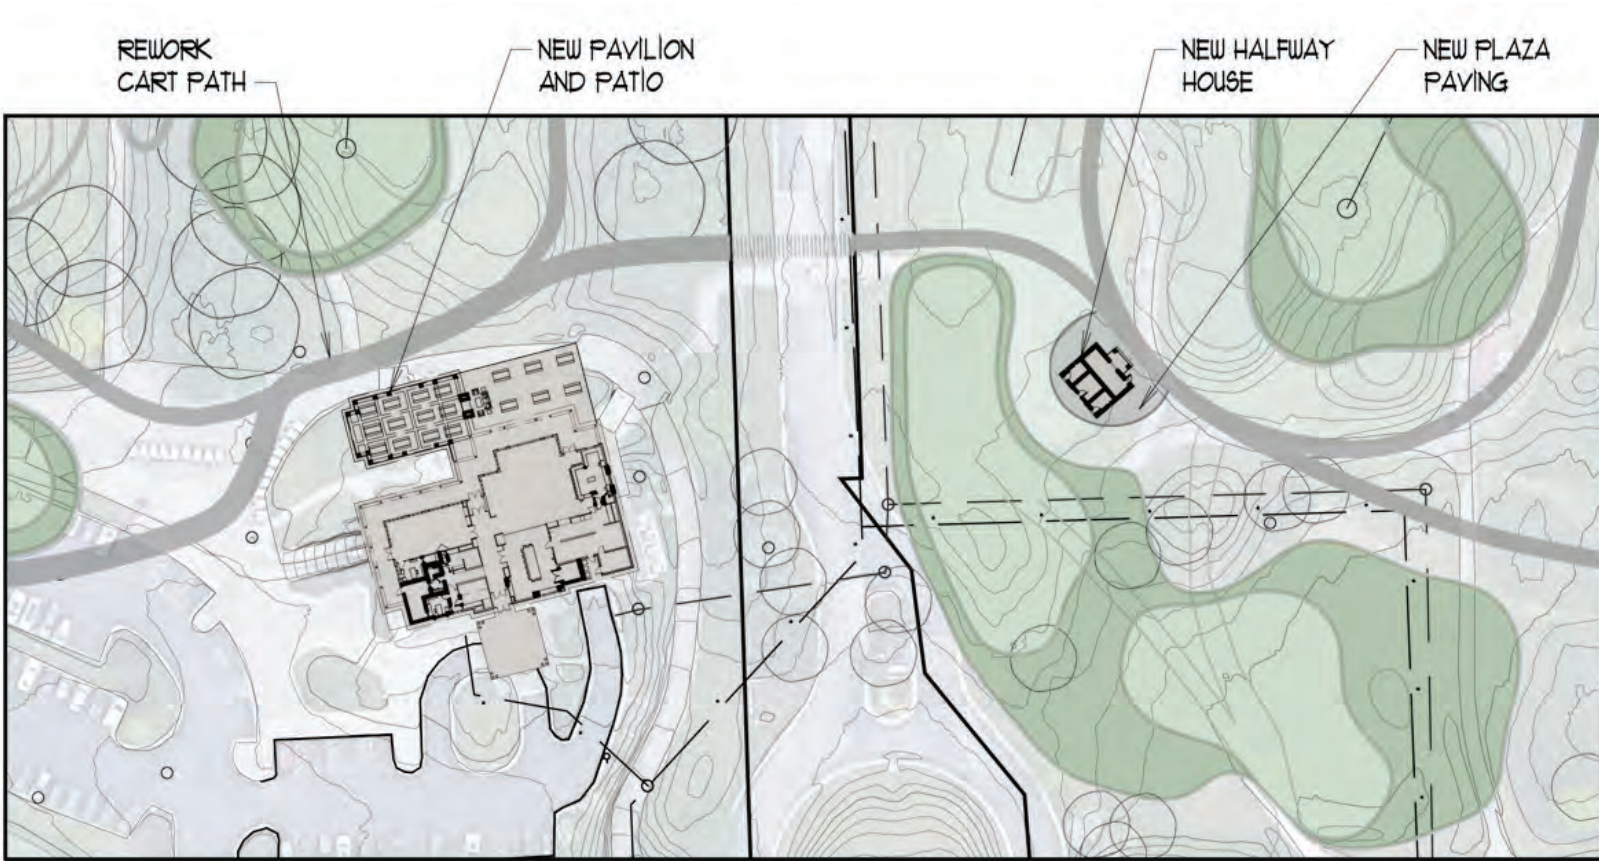 REWORK
CART PATH
NEW PAVILION
AND PATIO
NEW HALFWAY
HOUSE
NEW PLAZA
PAVING